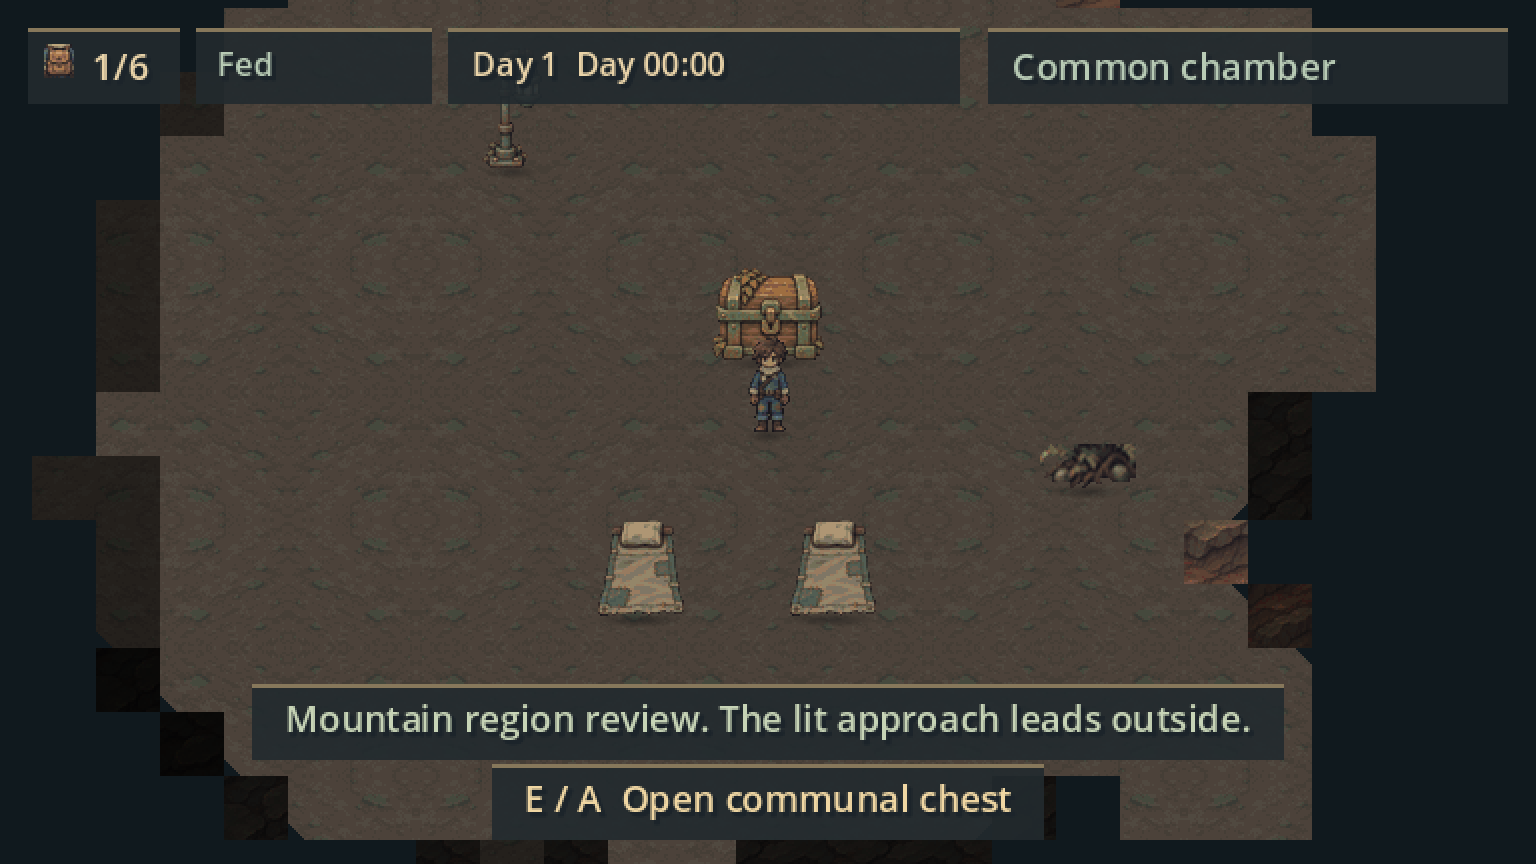 1/6
Fed
Day 1 Day 00:00
Common chamber
Mountain region review. The lit approach leads outside.
E / A Open communal chest